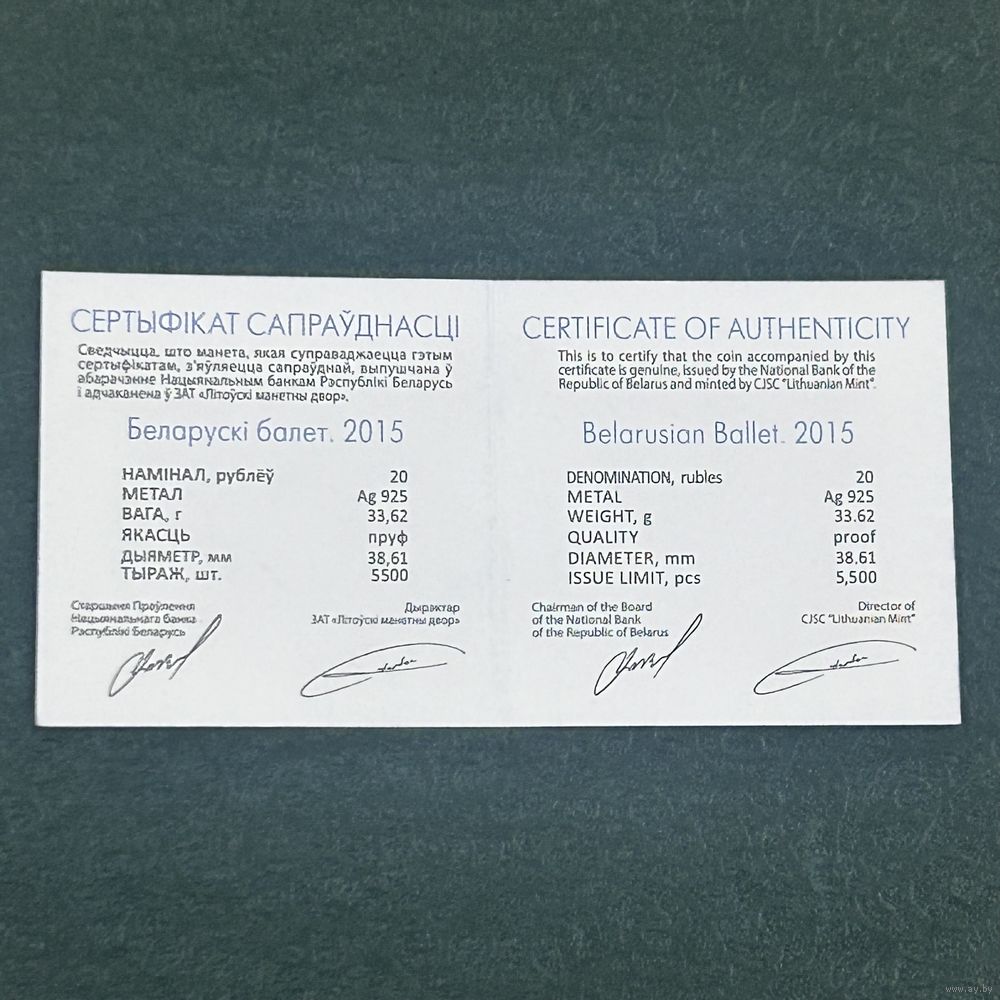 СЕРТЫФІКАТ САПРАЎДНАСЦІ
Сведчыцца, што манета, якая суправаджаецца гэтым
сертыфікатам, з'яўляецца сапраўднай, выпушчана ў
абарачэнне Нацыянальным банкам Рэспублікі Беларусь
і адчаканена ў ЗАТ «Літоўскі манетны двор».
Беларускі балет. 2015
НАМІНАЛ, рублёў 20
МЕТАЛ Ag 925
ВАГА, г 33,62
ЯКАСЦЬ пруф
ДЫЯМЕТР, мм 38,61
ТЫРАЖ, шт. 5500
Старшыня Праўлення
Нацыянальнага банка
Рэспублікі Беларусь
Дырэктар
ЗАТ «Літоўскі манетны двор»
CERTIFICATE OF AUTHENTICITY
This is to certify that the coin accompanied by this
certificate is genuine, issued by the National Bank of the
Republic of Belarus and minted by CJSC "Lithuanian Mint".
Belarusian Ballet. 2015
DENOMINATION, rubles 20
METAL Ag 925
WEIGHT, g 33.62
QUALITY proof
DIAMETER, mm 38.61
ISSUE LIMIT, pcs 5,500
Chairman of the Board
of the National Bank
of the Republic of Belarus
Director of
CJSC "Lithuanian Mint"
www.ay.by